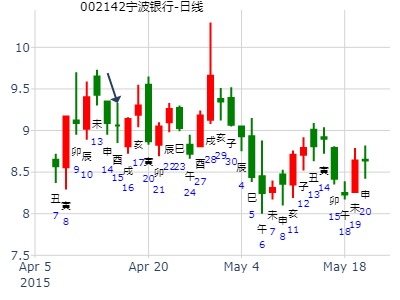 002142宁波银行-日线
10
9.5
9
8.5
8
7.5
丑
7
寅
8
卯
9
辰
10
未
13
申
14
酉
15
戌
16
亥
17
寅
20
卯
21
辰
22
巳
23
午
24
酉
27
戌
28
亥
29
子
30
辰
4
巳
5
午
6
未
7
申
8
亥
11
子
12
丑
13
寅
14
卯
15
午
18
未
19
申
20
Apr 5
2015
Apr 20
May 4
May 18